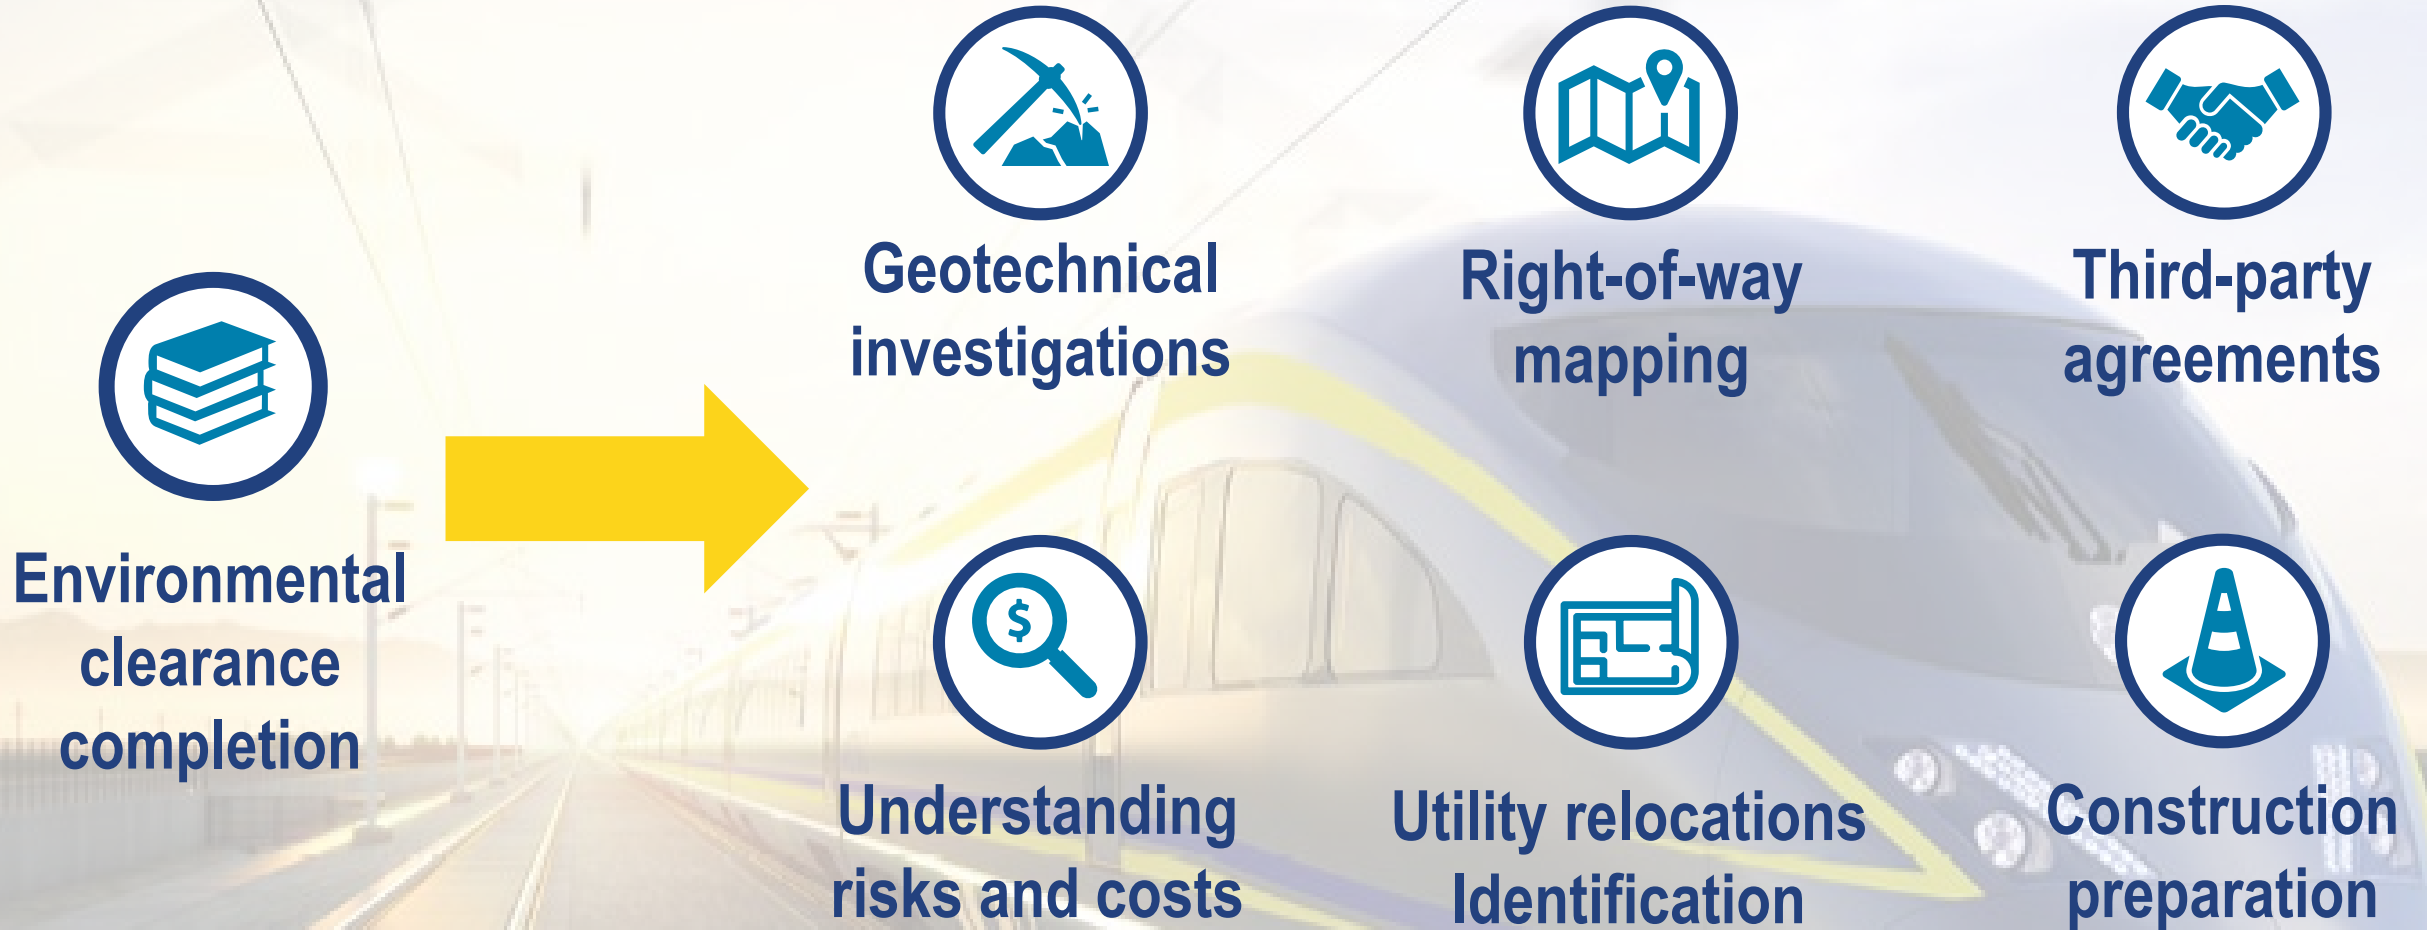 Environmental
clearance
completion
Geotechnical
investigations
Right-of-way
mapping
Third-party
agreements
$
Understanding
risks and costs
Utility relocations
Identification
Construction
preparation